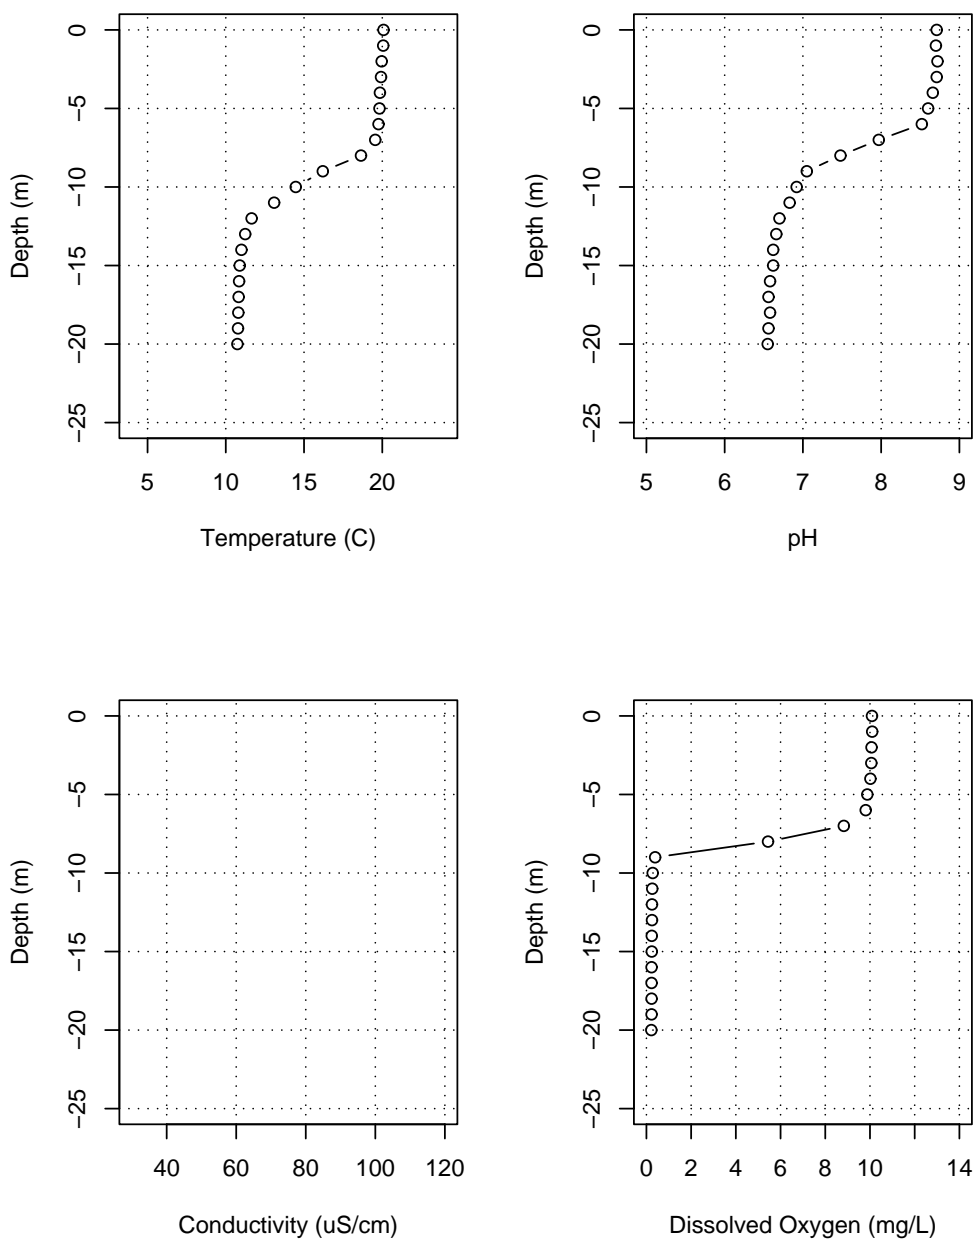 0
−5
−10
−15
−20
−25
Depth (m)
5 10 15 20
Temperature (C)
0
−5
−10
−15
−20
−25
Depth (m)
5 6 7 8 9
pH
0
−5
−10
−15
−20
−25
Depth (m)
40 60 80 100 120
Conductivity (uS/cm)
0
−5
−10
−15
−20
−25
Depth (m)
0 2 4 6 8 10 14
Dissolved Oxygen (mg/L)